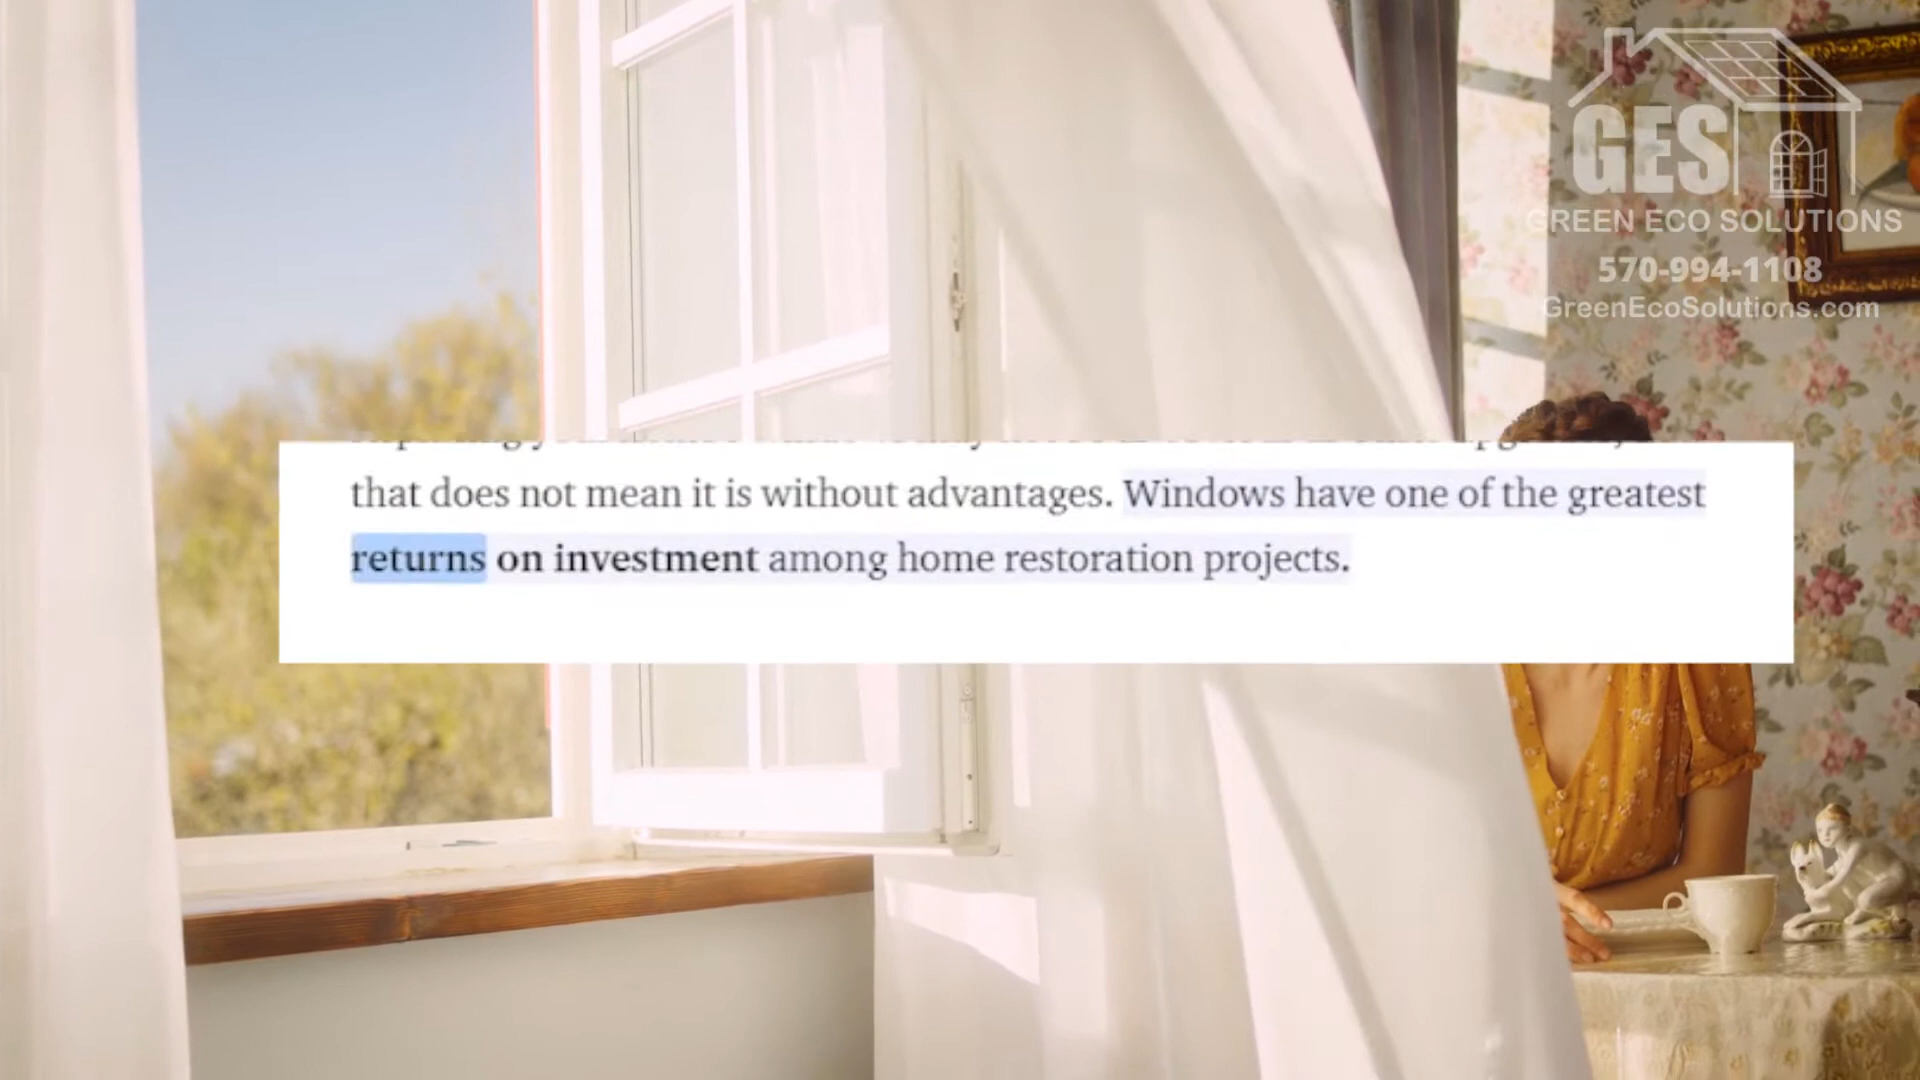 GES
GREEN ECO SOLUTIONS
570-994-1108
GreenEcoSolutions.com
that does not mean it is without advantages. Windows have one of the greatest
returns on investment among home restoration projects.